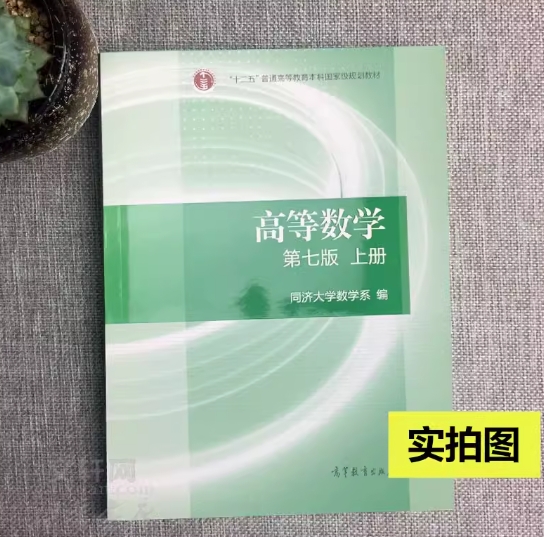 "十二五"普通高等教育本科国家级规划教材
高等数学
第七版 上册
同济大学数学系 编
实拍图
高等教育出版